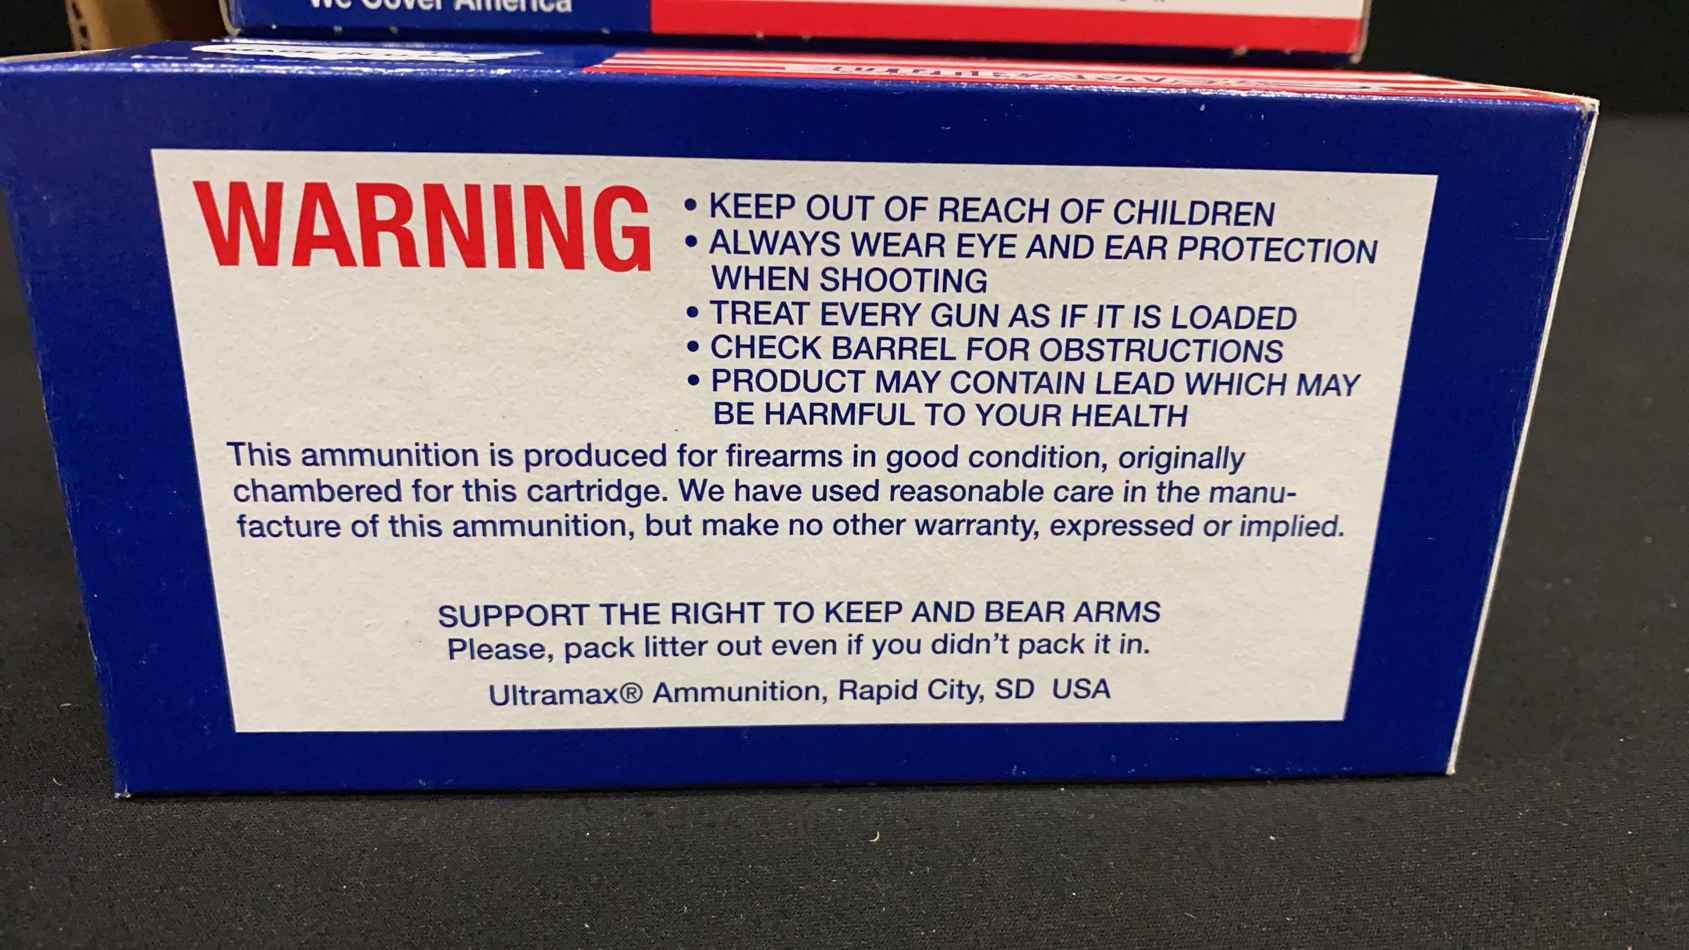 We Cover America
WARNING
• KEEP OUT OF REACH OF CHILDREN
• ALWAYS WEAR EYE AND EAR PROTECTION
WHEN SHOOTING
• TREAT EVERY GUN AS IF IT IS LOADED
• CHECK BARREL FOR OBSTRUCTIONS
• PRODUCT MAY CONTAIN LEAD WHICH MAY
BE HARMFUL TO YOUR HEALTH
This ammunition is produced for firearms in good condition, originally
chambered for this cartridge. We have used reasonable care in the manu-
facture of this ammunition, but make no other warranty, expressed or implied.
SUPPORT THE RIGHT TO KEEP AND BEAR ARMS
Please, pack litter out even if you didn't pack it in.
Ultramax® Ammunition, Rapid City, SD USA